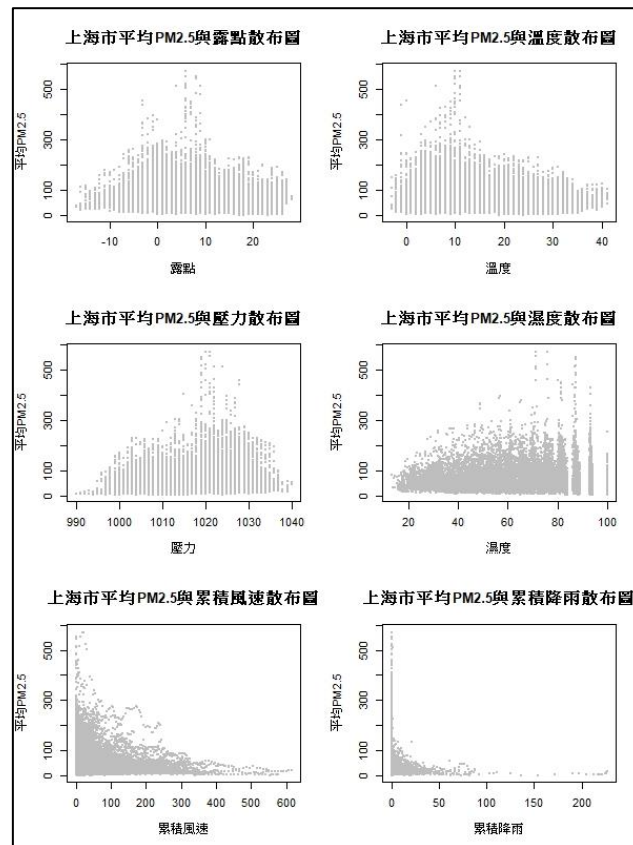 上海市平均PM2.5與露點散布圖
平均PM2.5
500
300
100
0
-10 0 10 20
露點
上海市平均PM2.5與溫度散布圖
平均PM2.5
500
300
100
0
0 10 20 30 40
溫度
上海市平均PM2.5與壓力散布圖
平均PM2.5
500
300
100
0
990 1000 1010 1020 1030 1040
壓力
上海市平均PM2.5與濕度散布圖
平均PM2.5
500
300
100
0
20 40 60 80 100
濕度
上海市平均PM2.5與累積風速散布圖
平均PM2.5
500
300
100
0
0 100 200 300 400 500 600
累積風速
上海市平均PM2.5與累積降雨散布圖
平均PM2.5
500
300
100
0
0 50 100 150 200
累積降雨